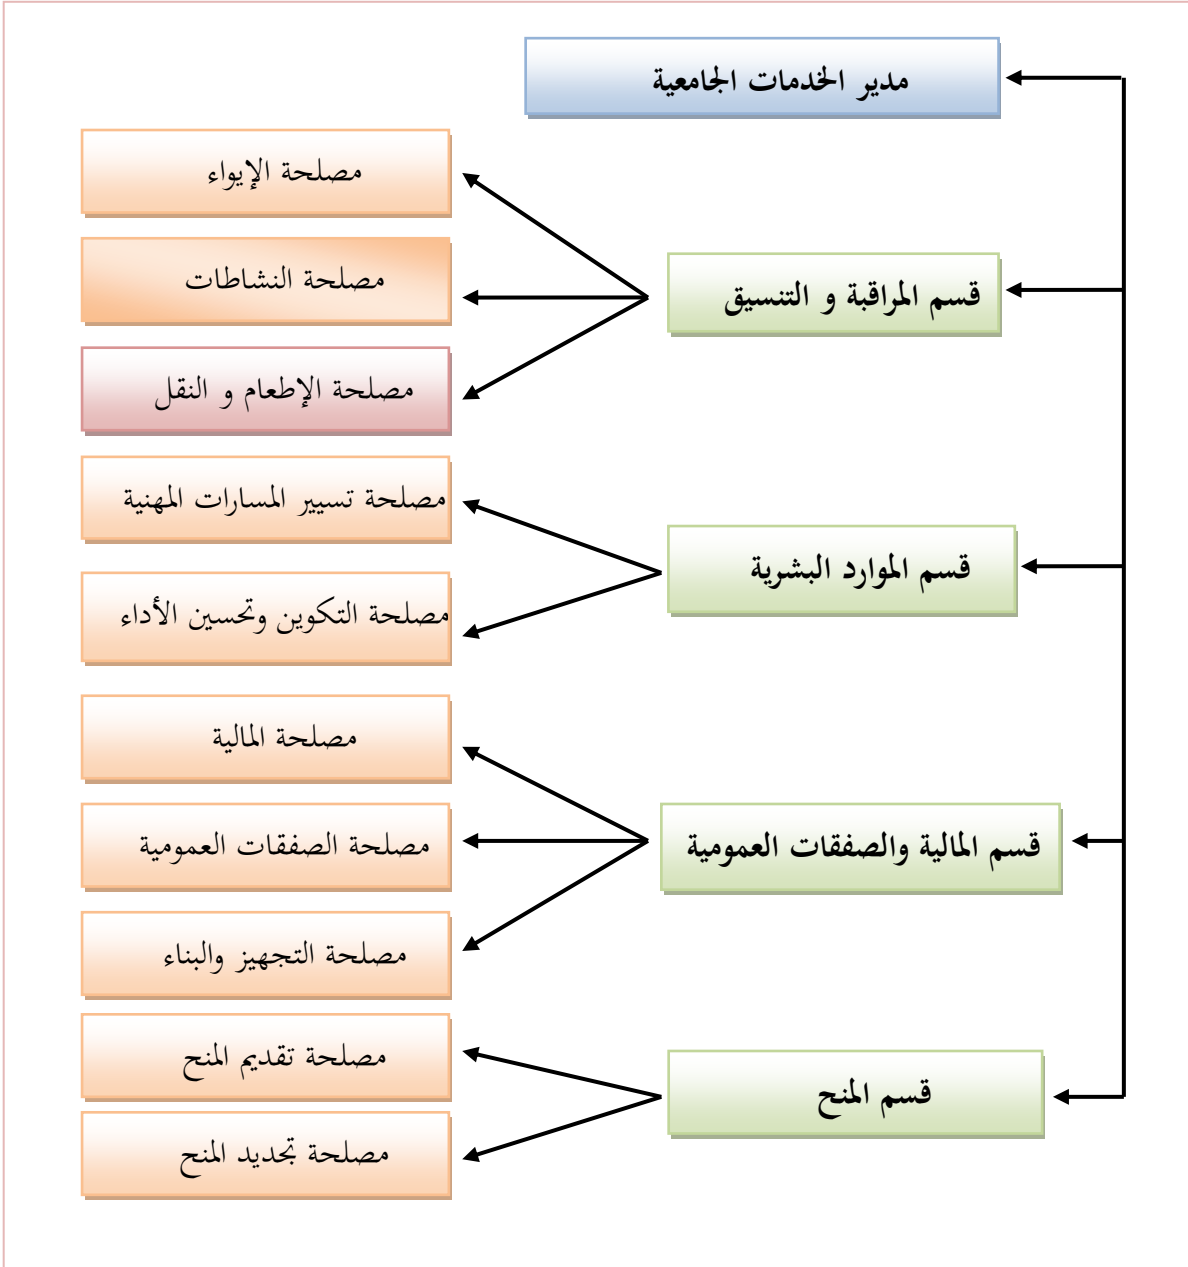 مدير الخدمات الجامعية
قسم المراقبة و التنسيق
مصلحة الإيواء
مصلحة النشاطات
مصلحة الإطعام و النقل
قسم الموارد البشرية
مصلحة تسيير المسارات المهنية
مصلحة التكوين وتحسين الأداء
قسم المالية والصفقات العمومية
مصلحة المالية
مصلحة الصفقات العمومية
مصلحة التجهيز والبناء
قسم المنح
مصلحة تقديم المنح
مصلحة تجديد المنح